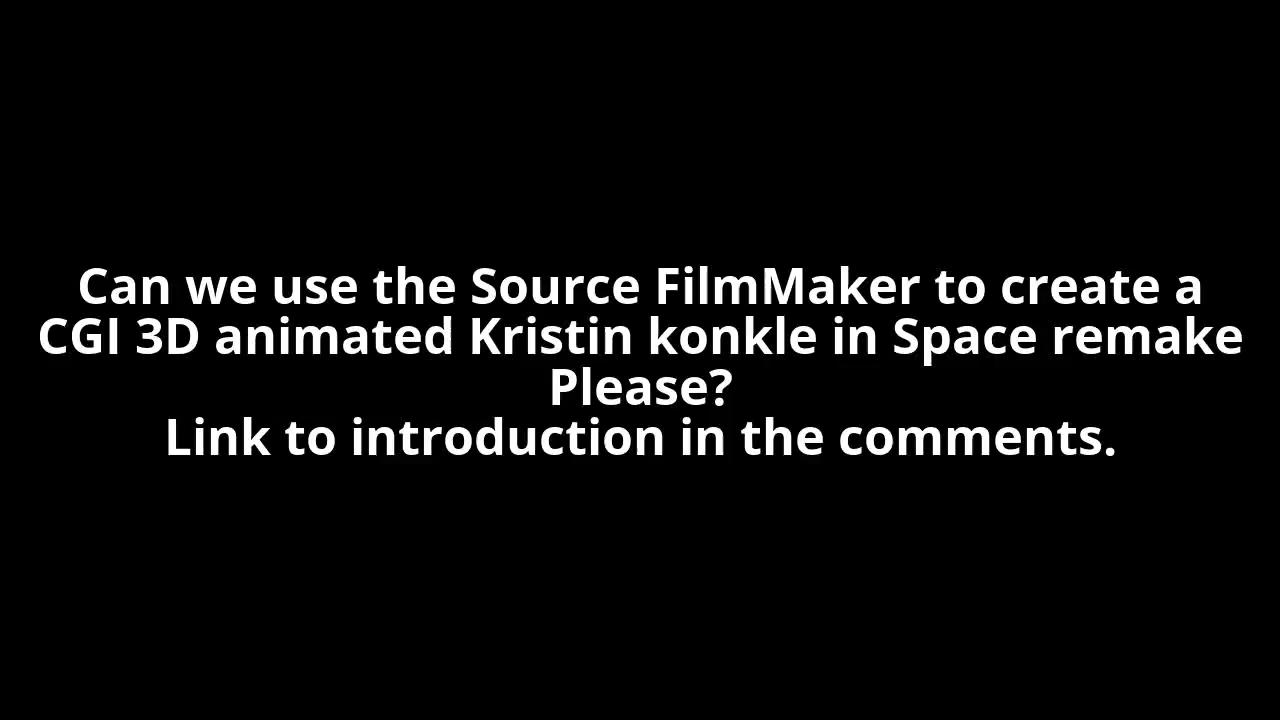 Can we use the Source FilmMaker to create a
CGI 3D animated Kristin konkle in Space remake
Please?
Link to introduction in the comments.